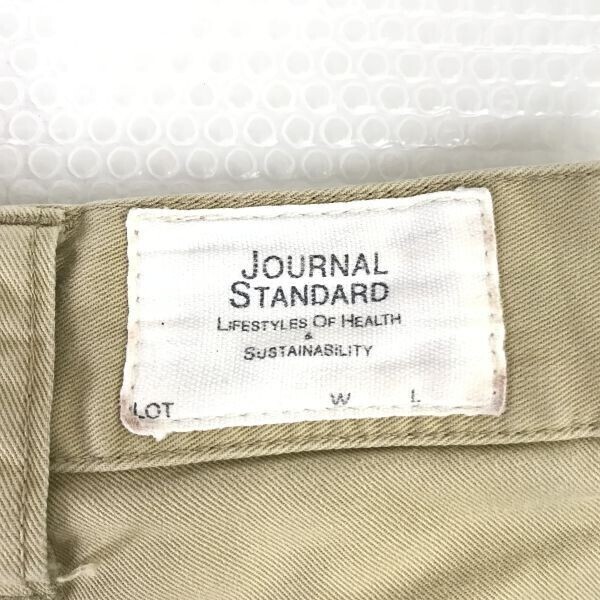 JOURNAL
STANDARD
LIFESTYLES OF HEALTH
&
SUSTAINABILITY
LOT W L